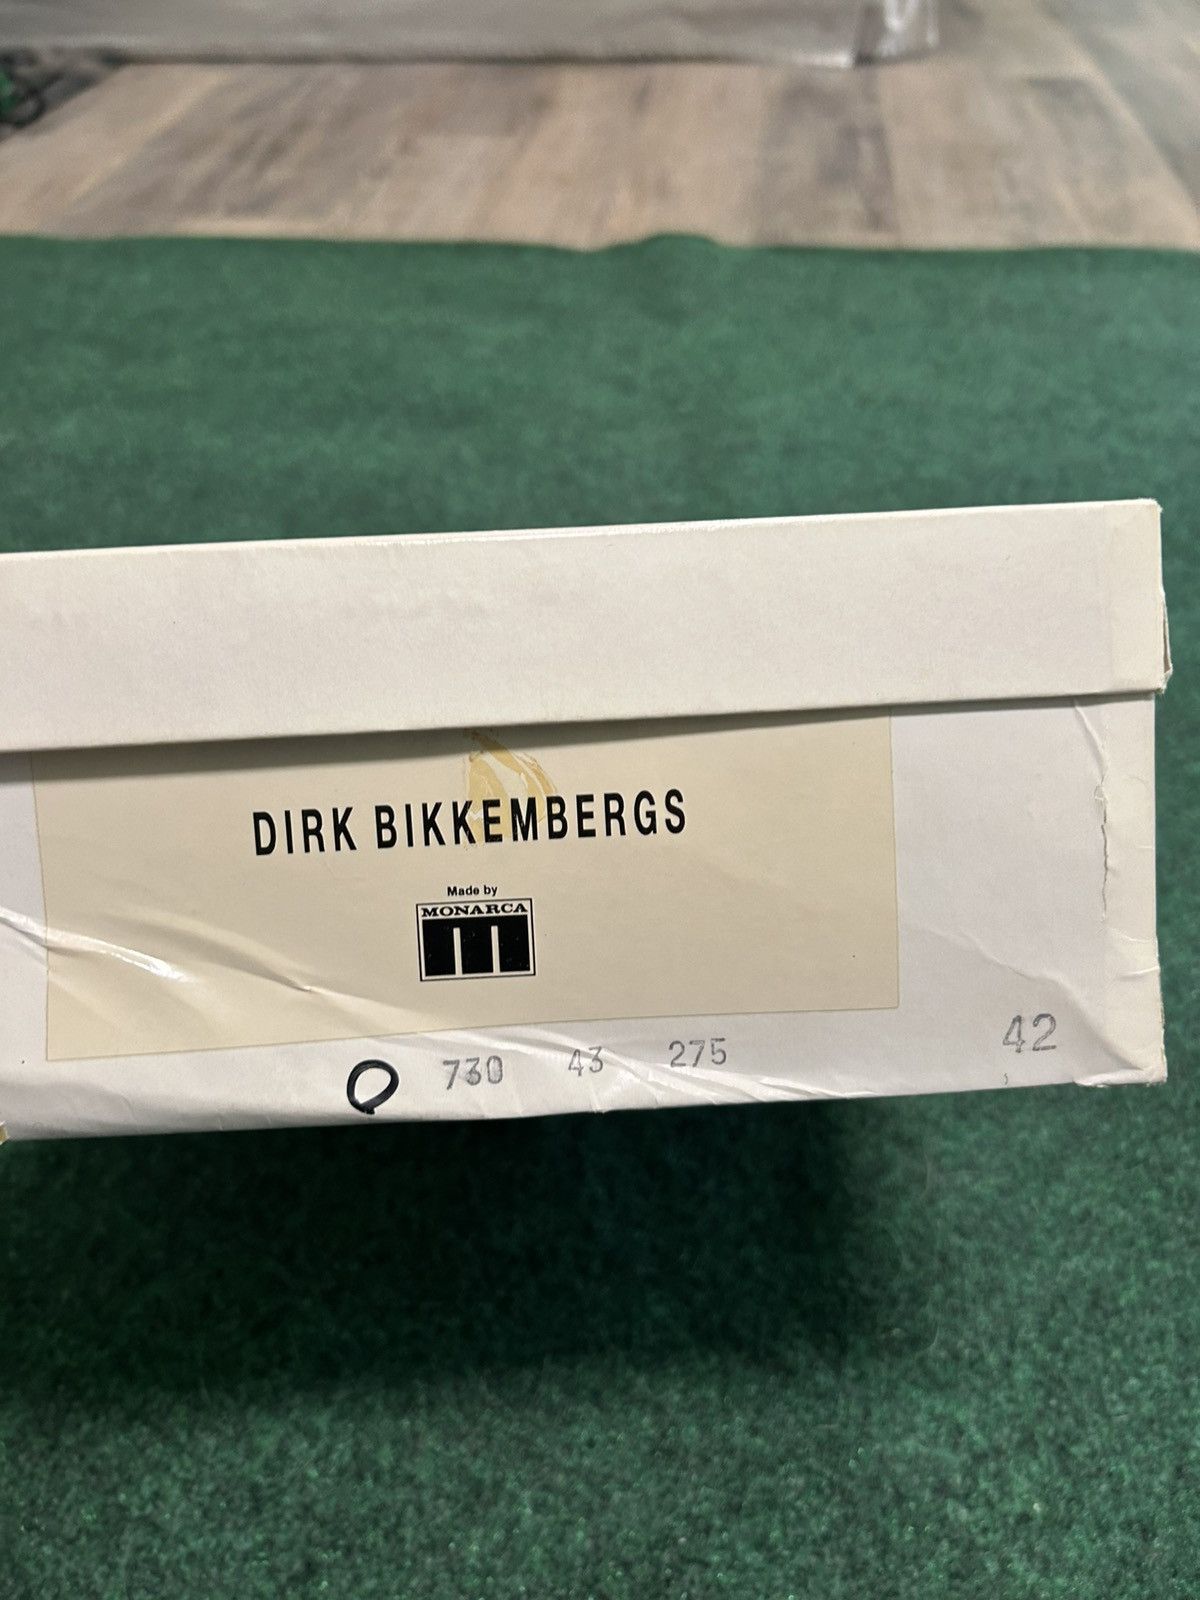 DIRK BIKKEMBERGS
Made by
MONARCA
M
O 730 43 275 42